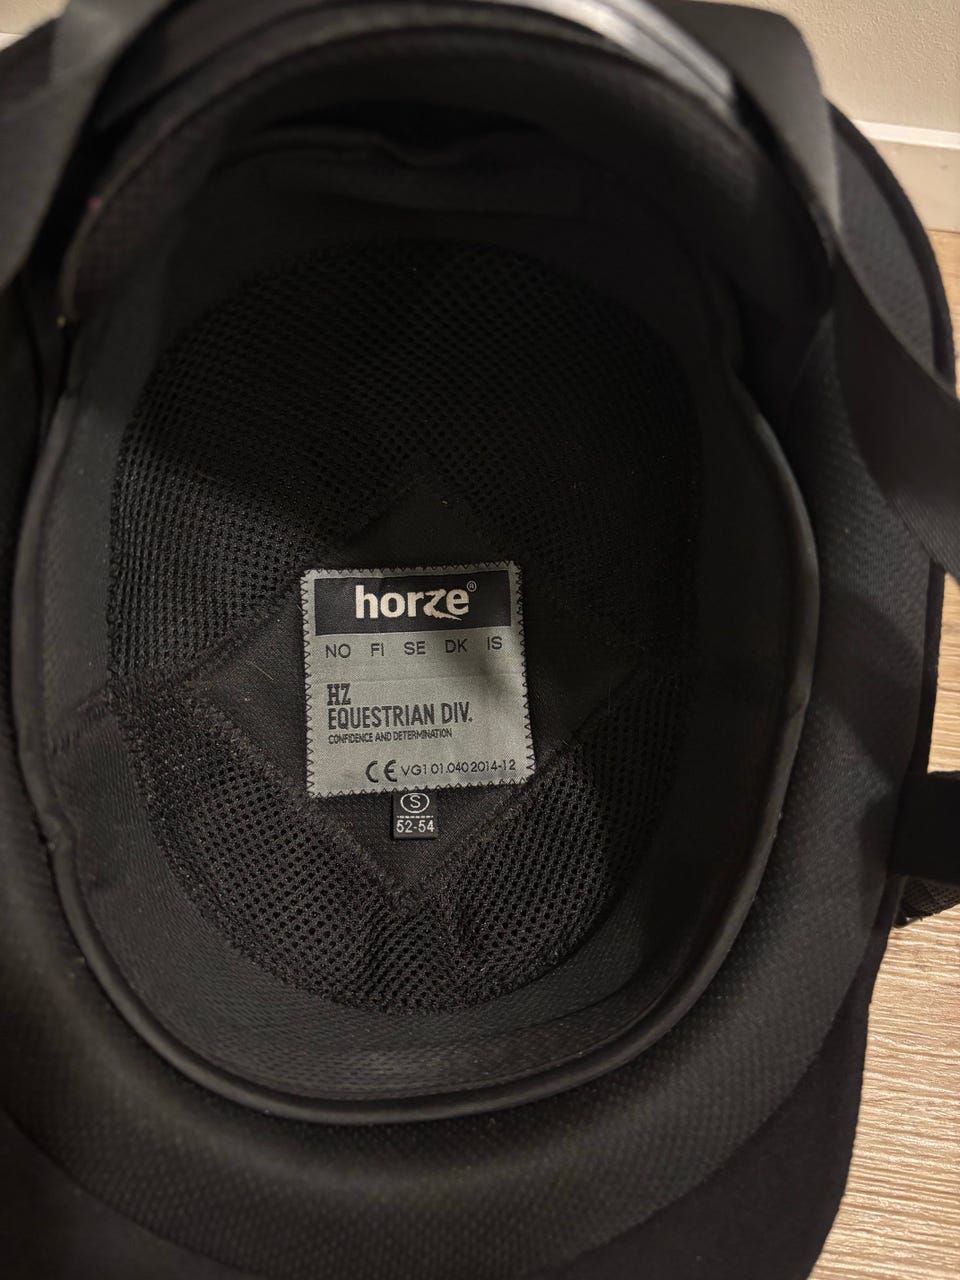 horze®
NO FI SE DK IS
HZ
EQUESTRIAN DIV.
CONFIDENCE AND DETERMINATION
CE VG1 01.040 2014-12
S
52-54